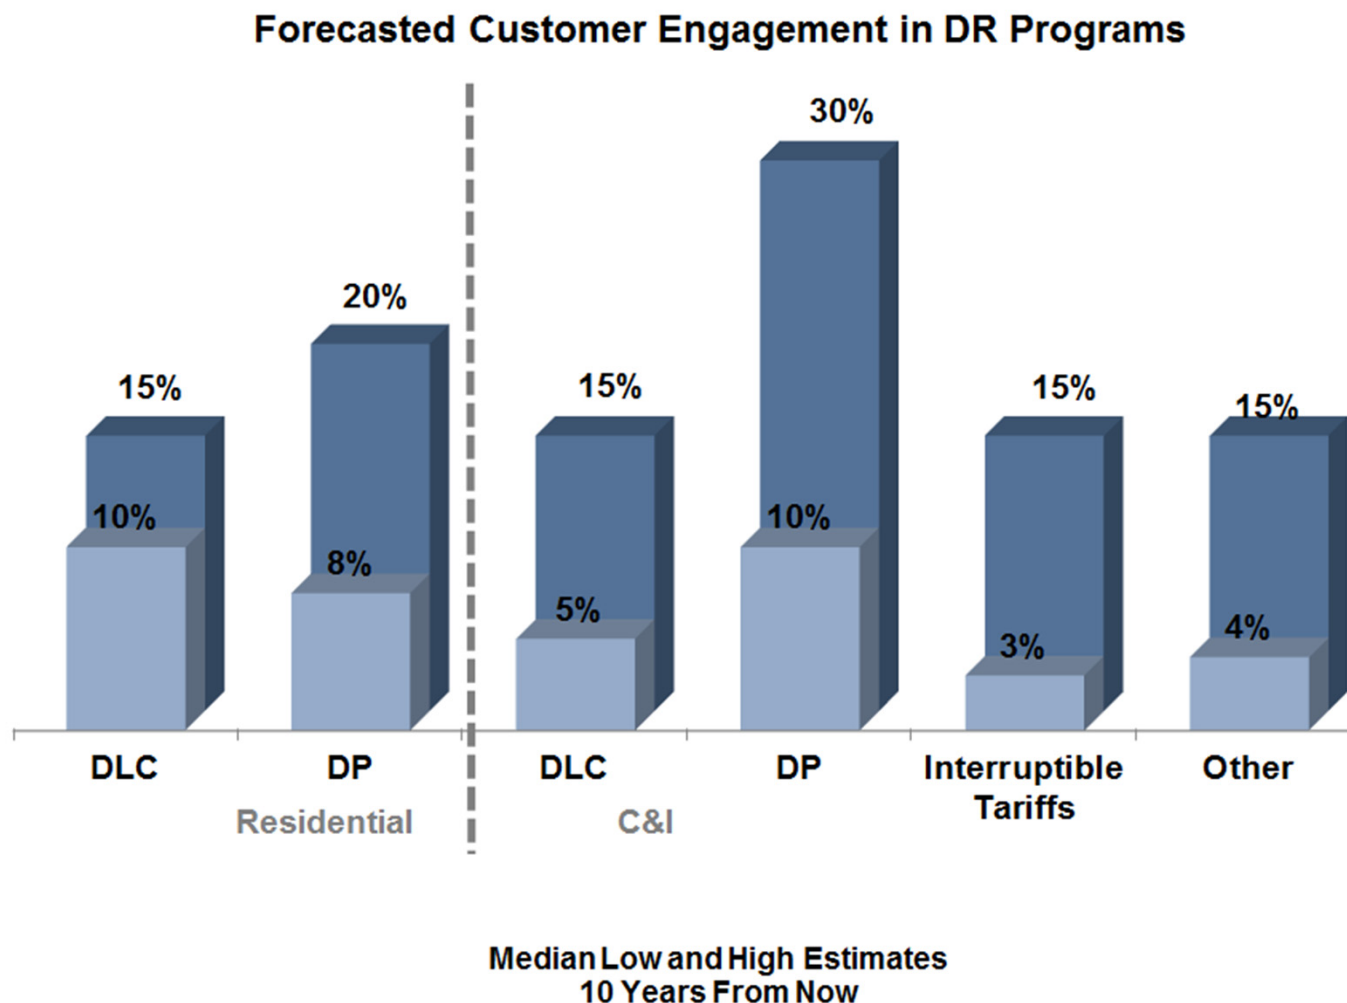 Forecasted Customer Engagement in DR Programs
30%
20%
15%
15%
15%
15%
10%
8%
5%
10%
3%
4%
DLC
DP
DLC
DP
Interruptible
Tariffs
Other
Residential
C&I
Median Low and High Estimates
10 Years From Now